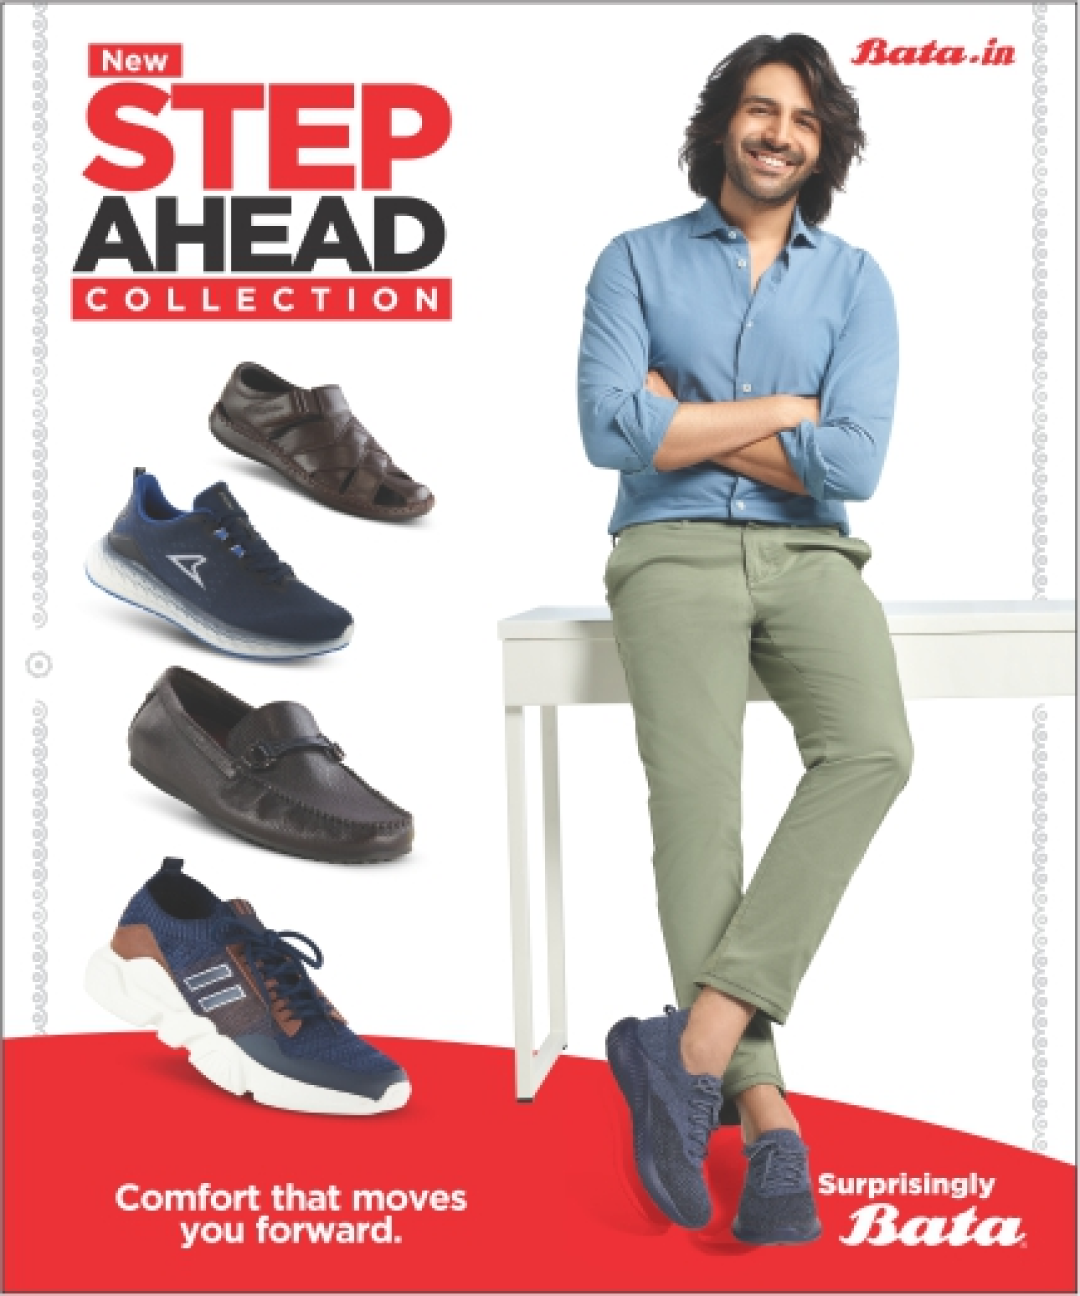 New
STEP
AHEAD
COLLECTION
Bata.in
Comfort that moves
you forward.
Surprisingly
Bata